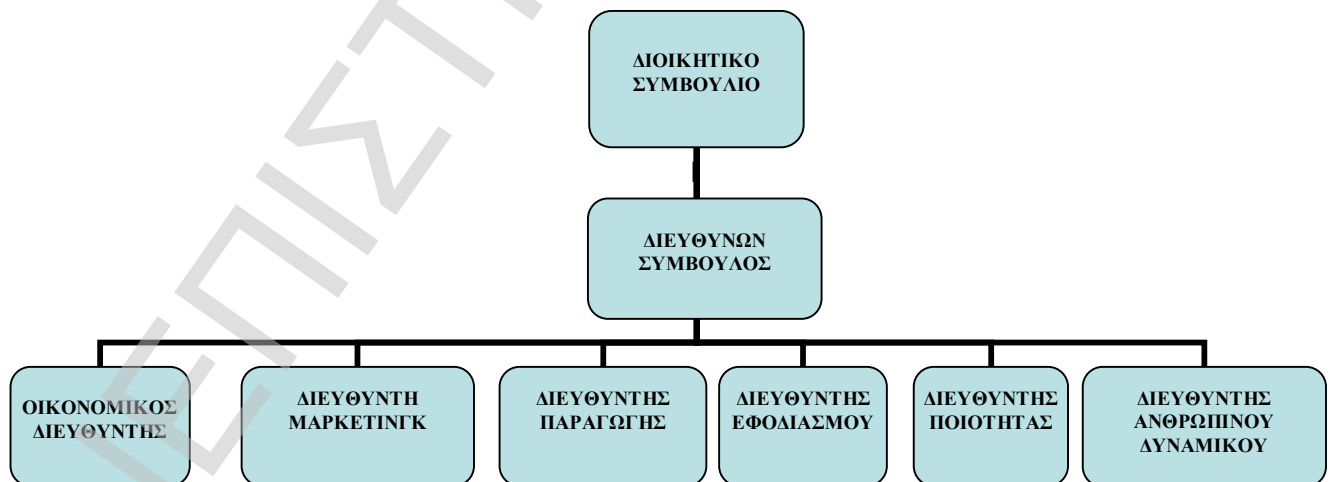 ΔΙΟΙΚΗΤΙΚΟ
ΣΥΜΒΟΥΛΙΟ
ΔΙΕΥΘΥΝΩΝ
ΣΥΜΒΟΥΛΟΣ
ΟΙΚΟΝΟΜΙΚΟΣ
ΔΙΕΥΘΥΝΤΗΣ
ΔΙΕΥΘΥΝΤΗ
ΜΑΡΚΕΤΙΝΓΚ
ΔΙΕΥΘΥΝΤΗΣ
ΠΑΡΑΓΩΓΗΣ
ΔΙΕΥΘΥΝΤΗΣ
ΕΦΟΔΙΑΣΜΟΥ
ΔΙΕΥΘΥΝΤΗΣ
ΠΟΙΟΤΗΤΑΣ
ΔΙΕΥΘΥΝΤΗΣ
ΑΝΘΡΩΠΙΝΟΥ
ΔΥΝΑΜΙΚΟΥ